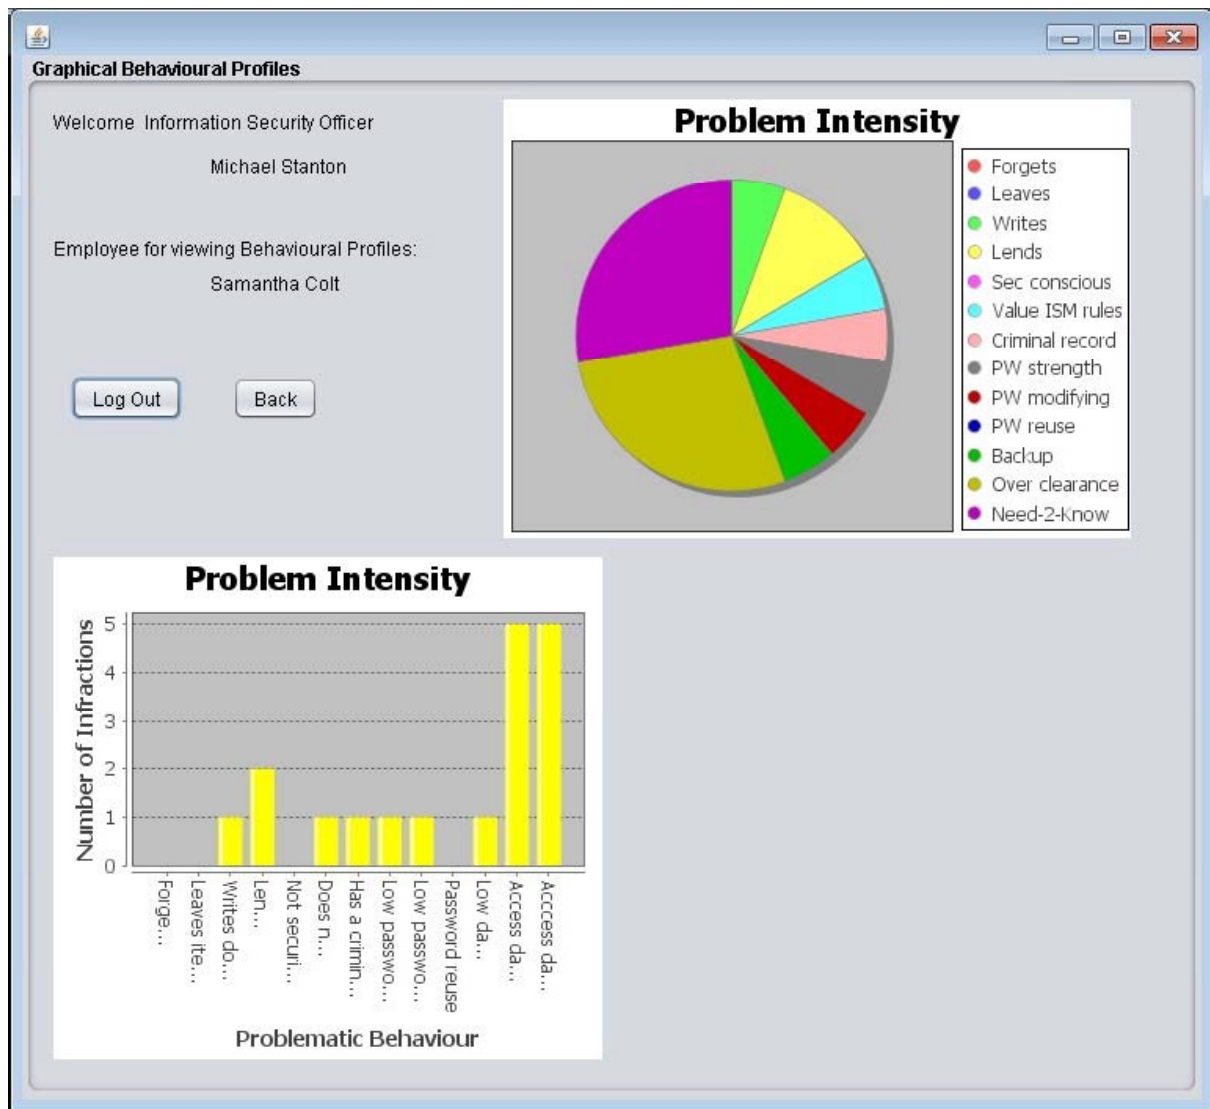 Graphical Behavioural Profiles
Welcome Information Security Officer
Michael Stanton
Employee for viewing Behavioural Profiles:
Samantha Colt
Log Out
Back
Problem Intensity
Forgets
Leaves
Writes
Lends
Sec conscious
Value ISM rules
Criminal record
PW strength
PW modifying
PW reuse
Backup
Over clearance
Need-2-Know
Problem Intensity
Number of Infractions
5
4
3
2
1
0
Forge...
Leaves ite...
Writes do...
Len...
Not securi...
Does n...
Has a crimin...
Low passwo...
Low passwo...
Password reuse
Low da...
Access da...
Acccess da...
Problematic Behaviour